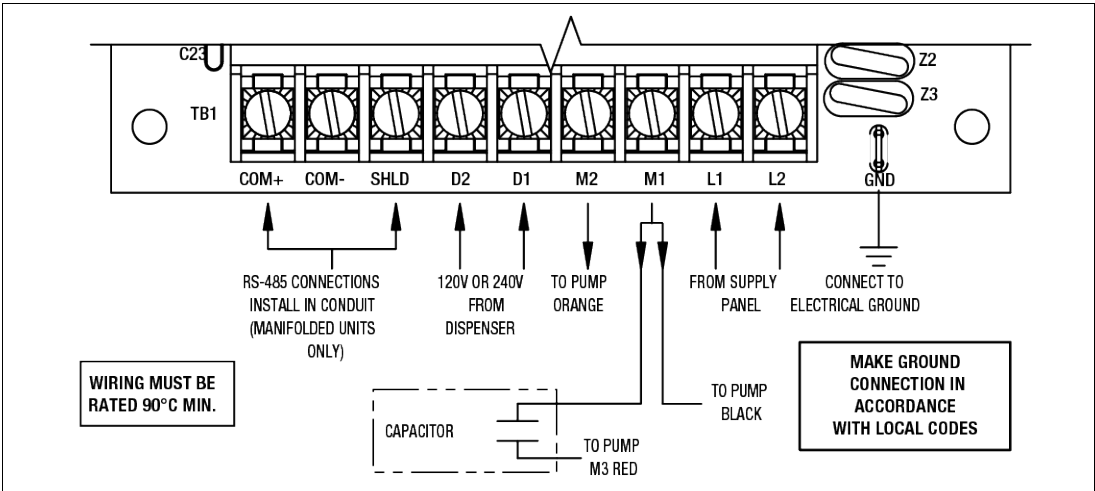 C23
Z2
Z3
TB1
COM+ COM- SHLD D2 D1 M2 M1 L1 L2 GND
RS-485 CONNECTIONS
INSTALL IN CONDUIT
(MANIFOLDED UNITS
ONLY)
120V OR 240V
FROM
DISPENSER
TO PUMP
ORANGE
FROM SUPPLY
PANEL
CONNECT TO
ELECTRICAL GROUND
WIRING MUST BE
RATED 90°C MIN.
CAPACITOR
TO PUMP
M3 RED
TO PUMP
BLACK
MAKE GROUND
CONNECTION IN
ACCORDANCE
WITH LOCAL CODES